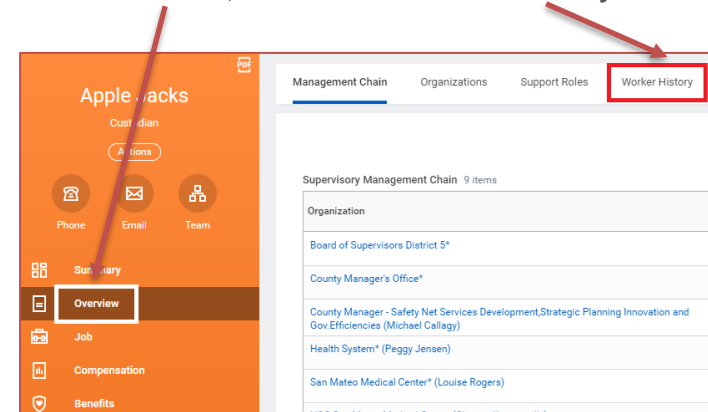 PDF
Apple Jacks
Custodian
Actions
Phone Email Team
Summary
Overview
Job
Compensation
Benefits
Management Chain Organizations Support Roles Worker History
Supervisory Management Chain 9 items
Organization
Board of Supervisors District 5*
County Manager's Office*
County Manager - Safety Net Services Development,Strategic Planning Innovation and
Gov.Efficiencies (Michael Callagy)
Health System* (Peggy Jensen)
San Mateo Medical Center* (Louise Rogers)